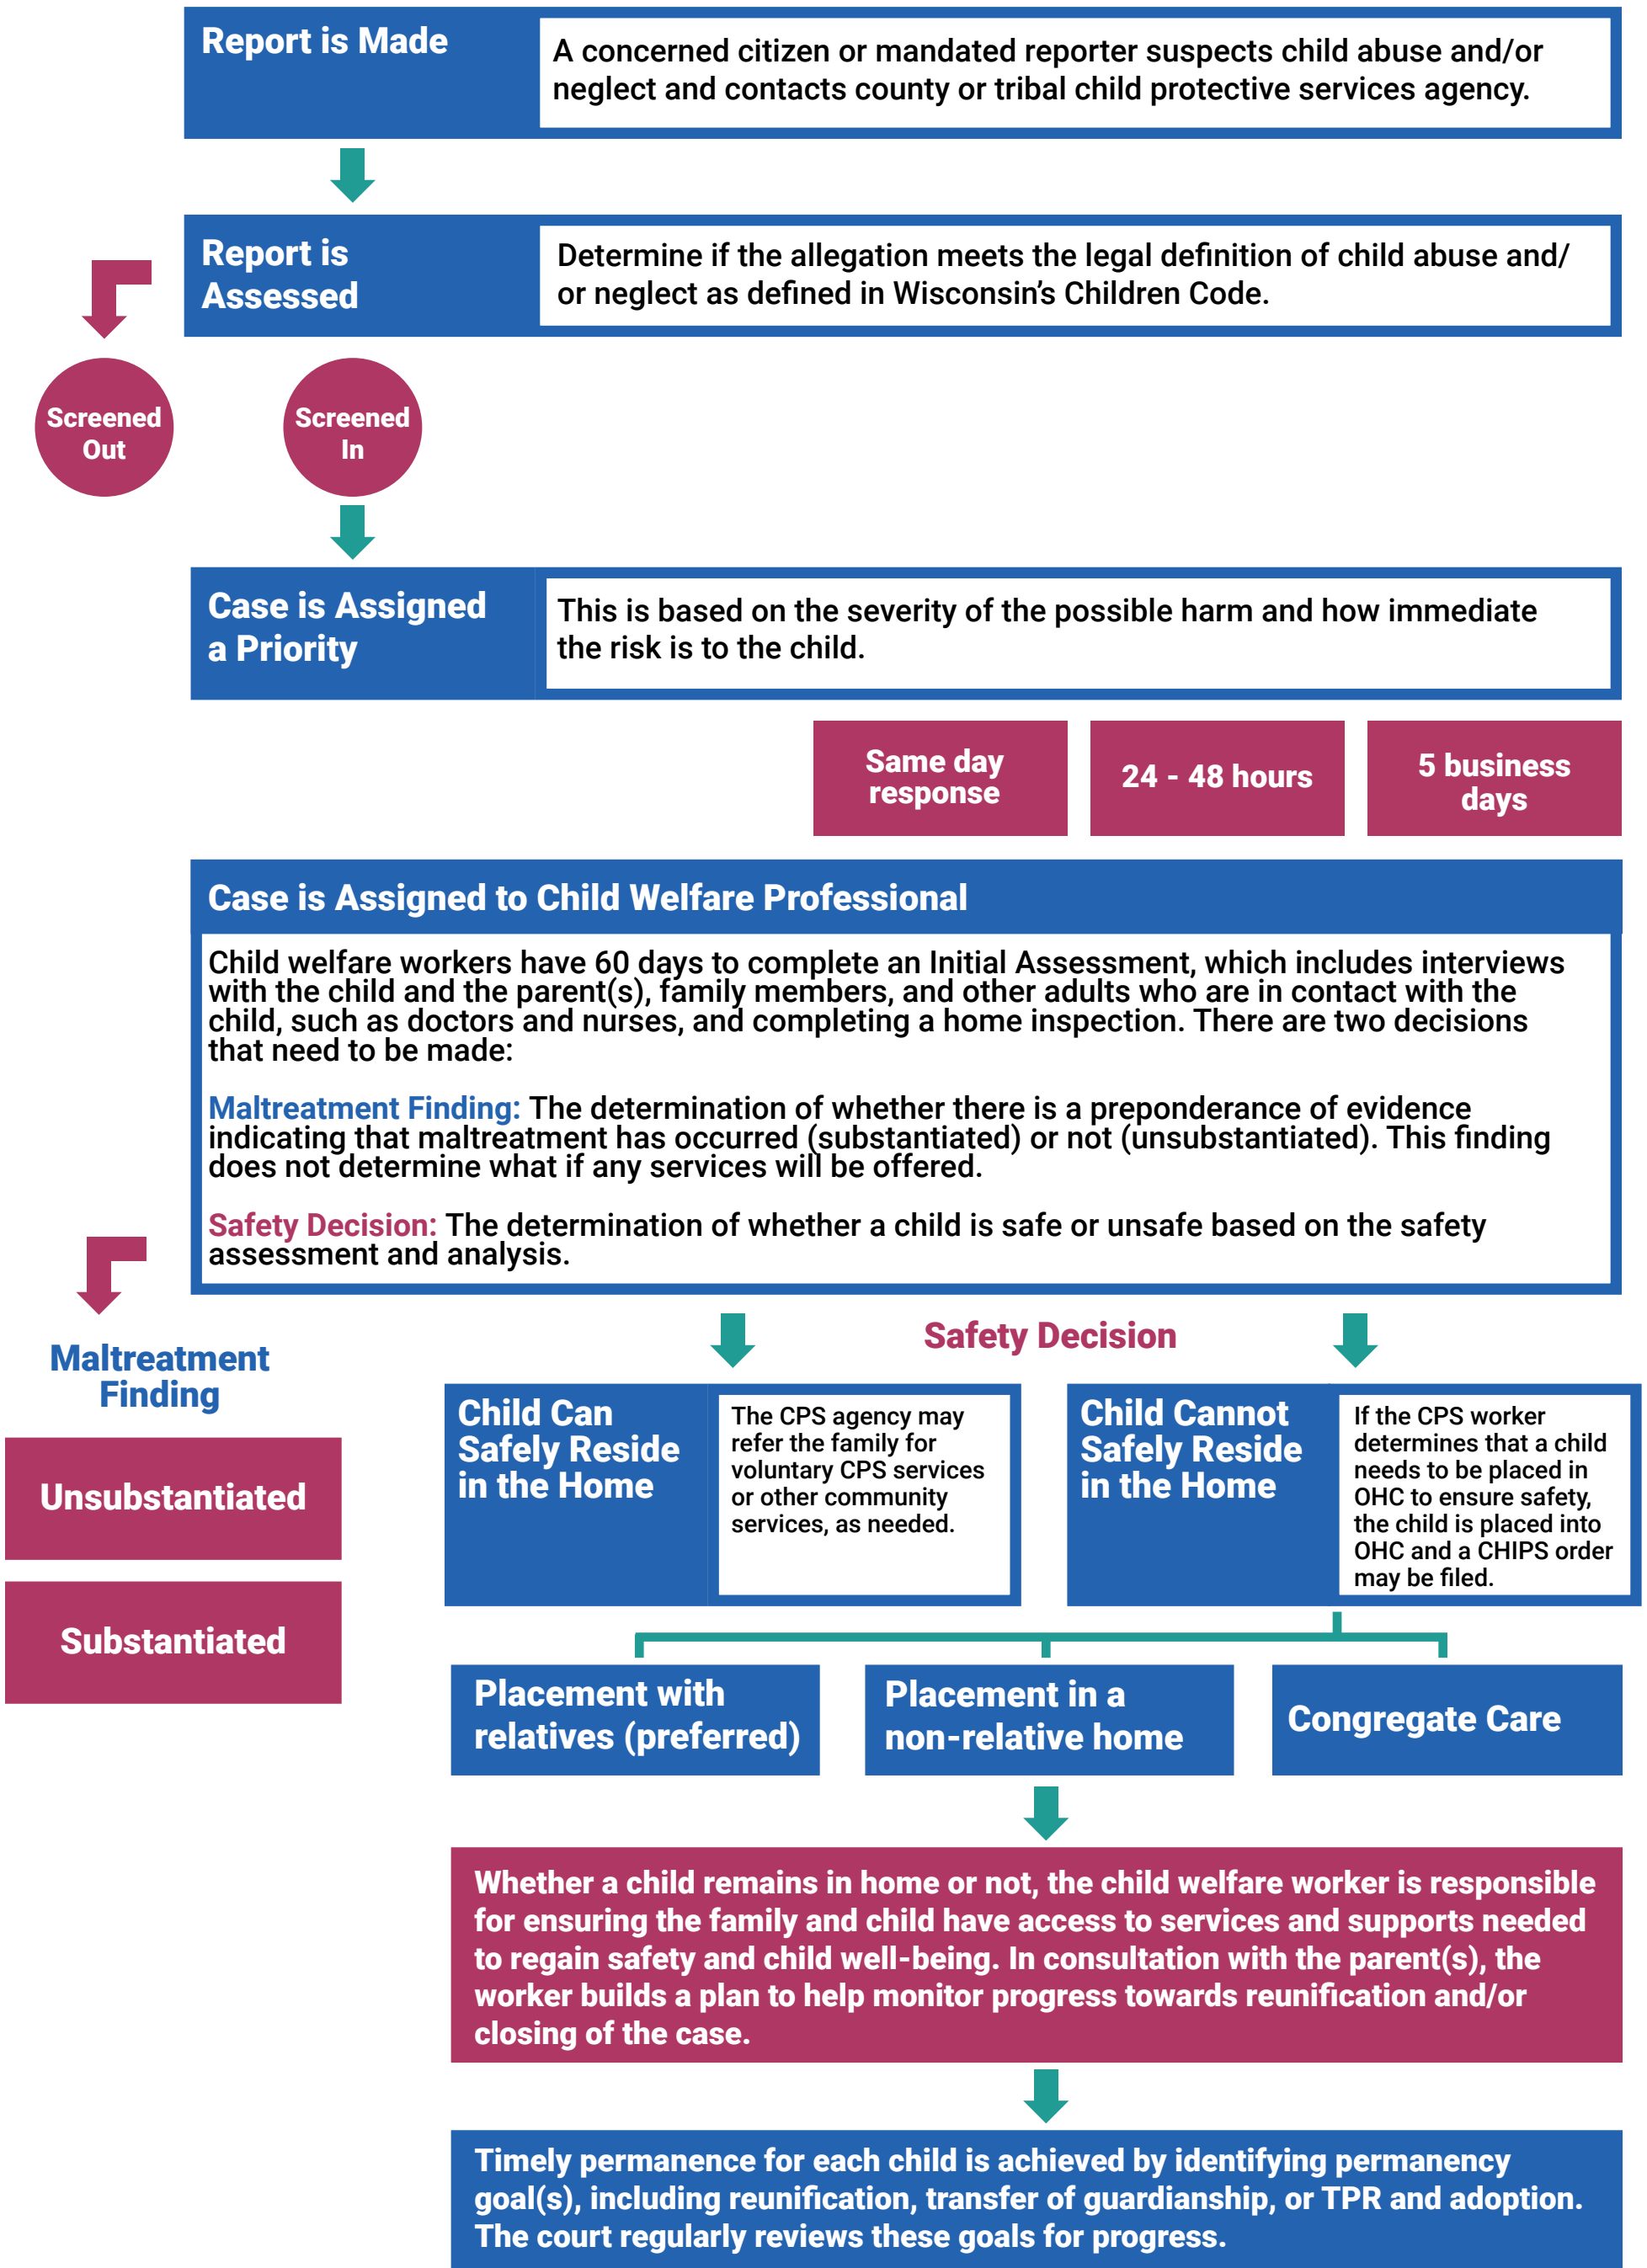 Report is Made
A concerned citizen or mandated reporter suspects child abuse and/or
neglect and contacts county or tribal child protective services agency.
Report is
Assessed
Determine if the allegation meets the legal definition of child abuse and/
or neglect as defined in Wisconsin's Children Code.
Screened
Out
Screened
In
Case is Assigned
a Priority
This is based on the severity of the possible harm and how immediate
the risk is to the child.
Same day
response
24 - 48 hours
5 business
days
Case is Assigned to Child Welfare Professional
Child welfare workers have 60 days to complete an Initial Assessment, which includes interviews
with the child and the parent(s), family members, and other adults who are in contact with the
child, such as doctors and nurses, and completing a home inspection. There are two decisions
that need to be made:
Maltreatment Finding: The determination of whether there is a preponderance of evidence
indicating that maltreatment has occurred (substantiated) or not (unsubstantiated). This finding
does not determine what if any services will be offered.
Safety Decision: The determination of whether a child is safe or unsafe based on the safety
assessment and analysis.
Maltreatment
Finding
Unsubstantiated
Substantiated
Safety Decision
Child Can
Safely Reside
in the Home
The CPS agency may
refer the family for
voluntary CPS services
or other community
services, as needed.
Child Cannot
Safely Reside
in the Home
If the CPS worker
determines that a child
needs to be placed in
OHC to ensure safety,
the child is placed into
OHC and a CHIPS order
may be filed.
Placement with
relatives (preferred)
Placement in a
non-relative home
Congregate Care
Whether a child remains in home or not, the child welfare worker is responsible
for ensuring the family and child have access to services and supports needed
to regain safety and child well-being. In consultation with the parent(s), the
worker builds a plan to help monitor progress towards reunification and/or
closing of the case.
Timely permanence for each child is achieved by identifying permanency
goal(s), including reunification, transfer of guardianship, or TPR and adoption.
The court regularly reviews these goals for progress.